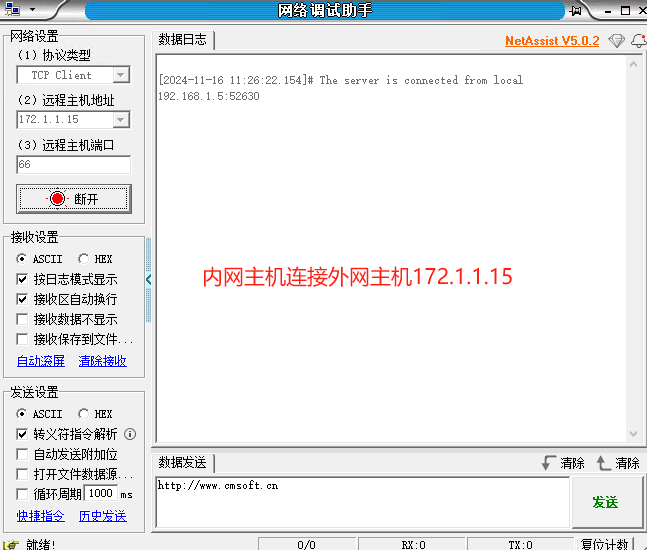 网络调试助手
网络设置
(1) 协议类型
TCP Client
(2) 远程主机地址
172.1.1.15
(3) 远程主机端口
66
断开
接收设置
ASCII HEX
按日志模式显示
接收区自动换行
接收数据不显示
接收保存到文件...
自动滚屏 清除接收
发送设置
ASCII HEX
转义符指令解析
自动发送附加位
打开文件数据源...
循环周期 1000 ms
快捷指令 历史发送
数据日志
NetAssist V5.0.2
[2024-11-16 11:26:22.154]# The server is connected from local
192.168.1.5:52630
内网主机连接外网主机172.1.1.15
数据发送 清除 清除
http://www.cmsoft.cn
发送
就绪! 0/0 RX:0 TX:0 复位计数